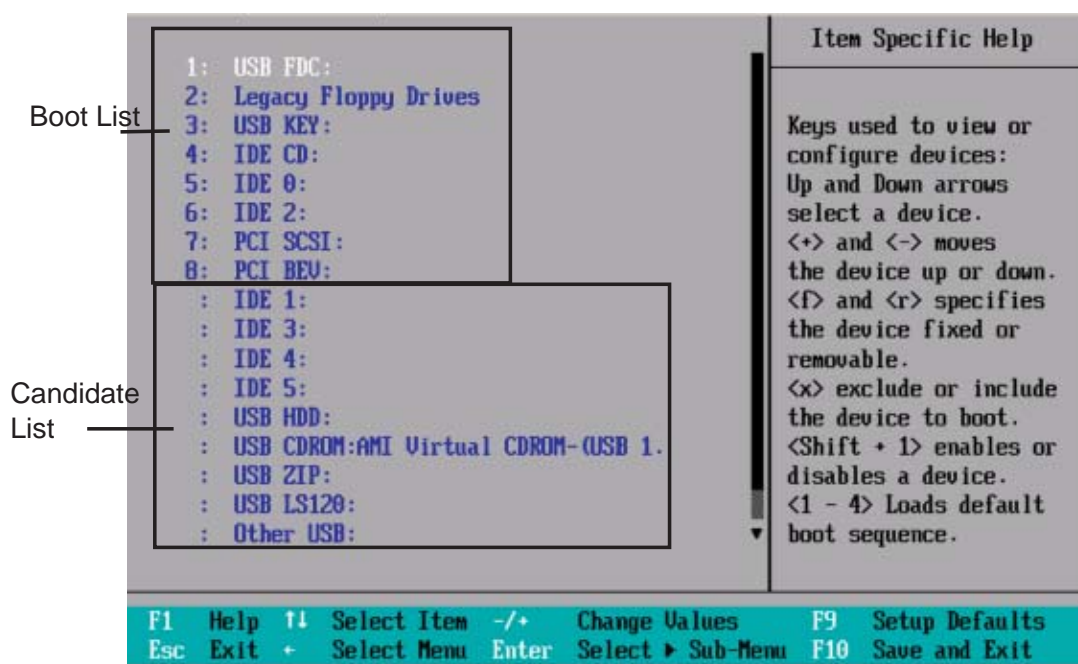 Boot List
1: USB FDC:
2: Legacy Floppy Drives
3: USB KEY:
4: IDE CD:
5: IDE 0:
6: IDE 2:
7: PCI SCSI:
8: PCI BEV:
Candidate
List
: IDE 1:
: IDE 3:
: IDE 4:
: IDE 5:
: USB HDD:
: USB CDROM:AMI Virtual CDROM-(USB 1.
: USB ZIP:
: USB LS120:
: Other USB:
Item Specific Help
Keys used to view or
configure devices:
Up and Down arrows
select a device.
<+> and <-> moves
the device up or down.
<f> and <r> specifies
the device fixed or
removable.
<x> exclude or include
the device to boot.
<Shift + 1> enables or
disables a device.
<1 - 4> Loads default
boot sequence.
F1 Help ↑↓ Select Item -/+ Change Values F9 Setup Defaults
Esc Exit ← Select Menu Enter Select ▶ Sub-Menu F10 Save and Exit